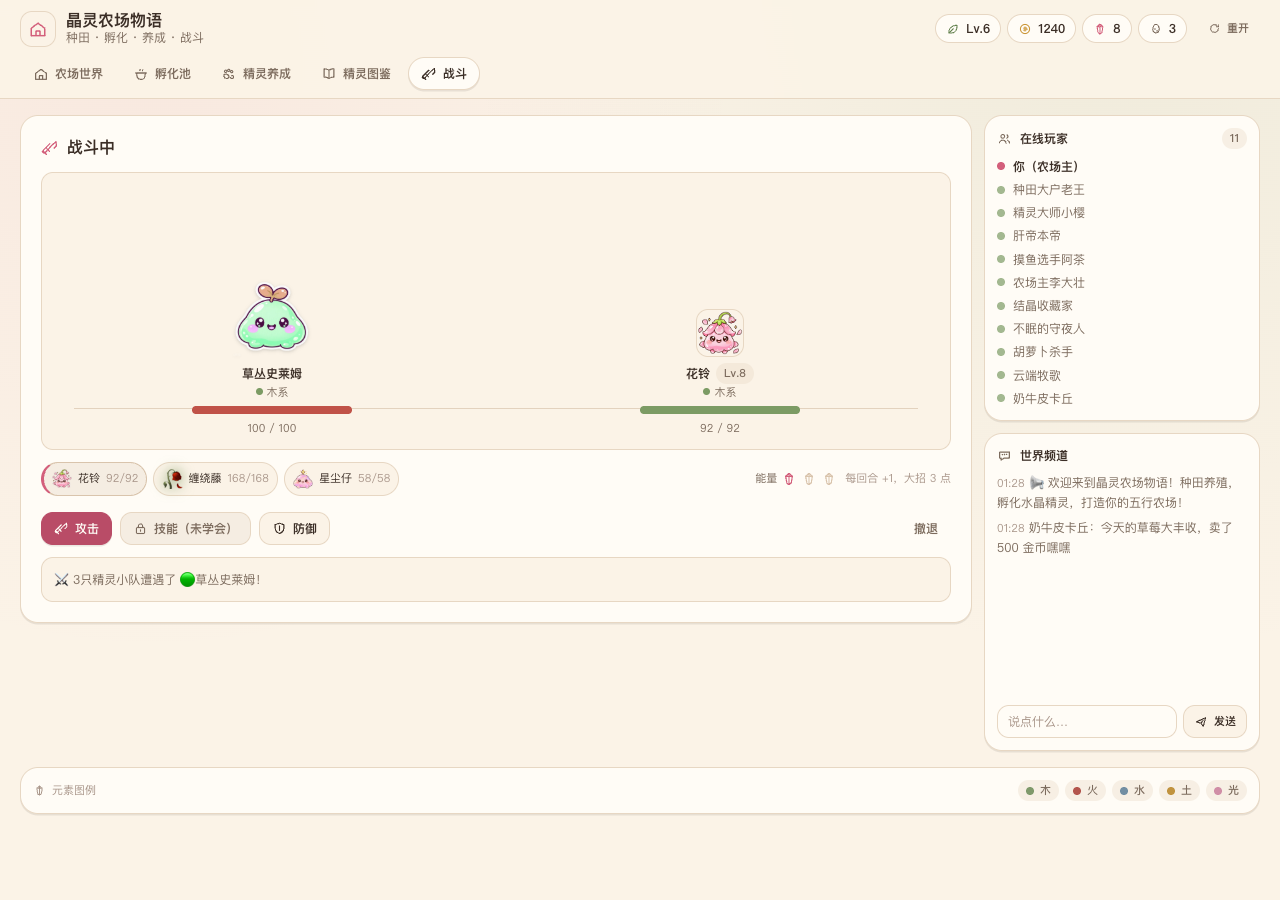 晶灵农场物语
种田 · 孵化 · 养成 · 战斗
Lv.6
1240
8
3
重开
农场世界
孵化池
精灵养成
精灵图鉴
战斗
战斗中
草丛史莱姆
木系
100 / 100
花铃 Lv.8
木系
92 / 92
花铃 92/92
缠绕藤 168/168
星尘仔 58/58
能量
每回合 +1，大招 3 点
攻击
技能（未学会）
防御
撤退
⚔️ 3只精灵小队遭遇了 🟢草丛史莱姆！
在线玩家
11
你（农场主）
种田大户老王
精灵大师小樱
肝帝本帝
摸鱼选手阿茶
农场主李大壮
结晶收藏家
不眠的守夜人
胡萝卜杀手
云端牧歌
奶牛皮卡丘
世界频道
01:28 📢 欢迎来到晶灵农场物语！种田养殖，
孵化水晶精灵，打造你的五行农场！
01:28 奶牛皮卡丘：今天的草莓大丰收，卖了
500 金币嘿嘿
说点什么...
发送
元素图例
木
火
水
土
光